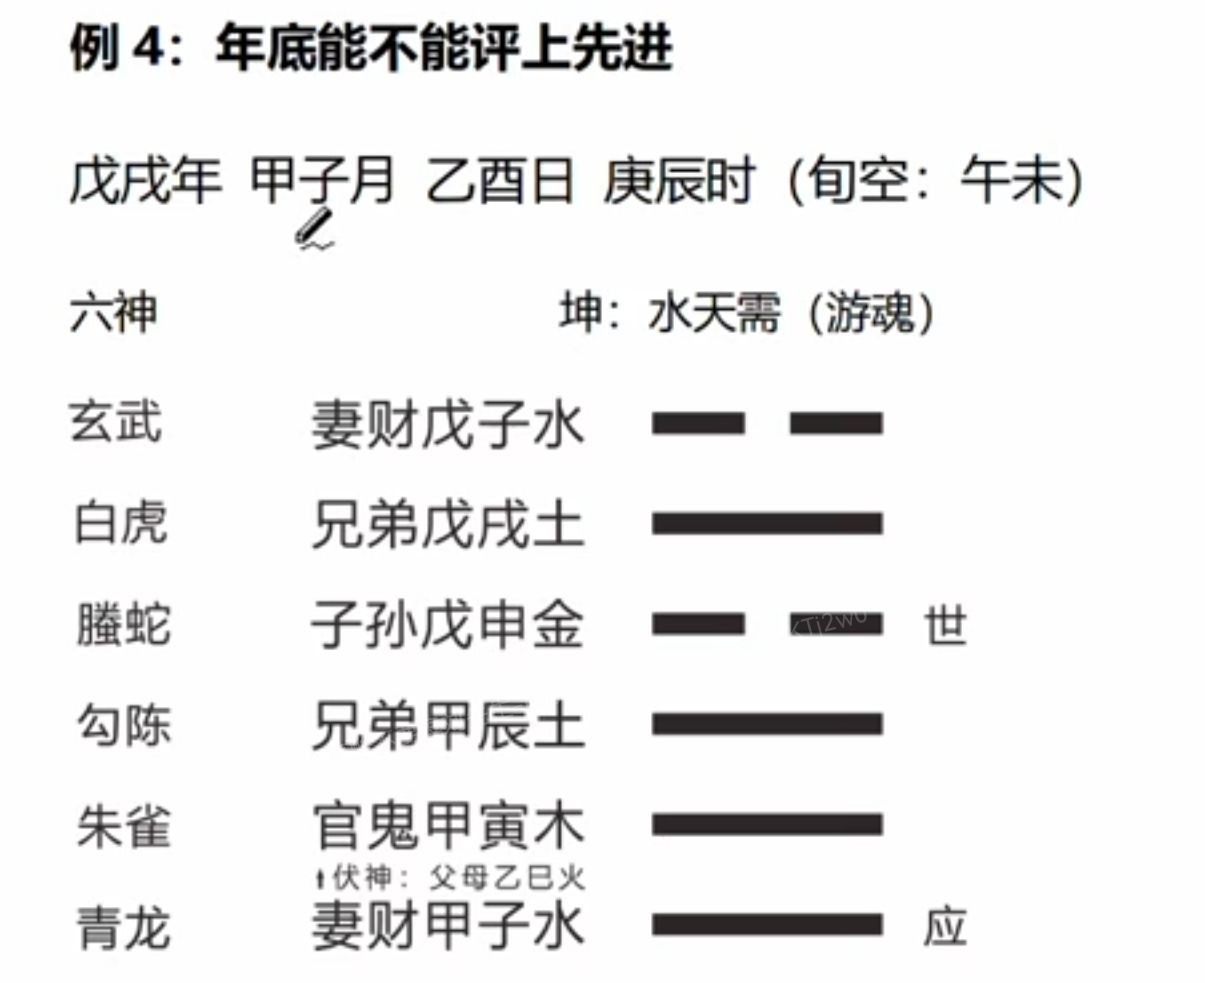 例 4：年底能不能评上先进
戊戌年 甲子月 乙酉日 庚辰时（旬空：午未）
六神 坤：水天需（游魂）
玄武 妻财戊子水
白虎 兄弟戊戌土
螣蛇 子孙戊申金 世
勾陈 兄弟甲辰土
朱雀 官鬼甲寅木
伏神：父母乙巳火
青龙 妻财甲子水 应